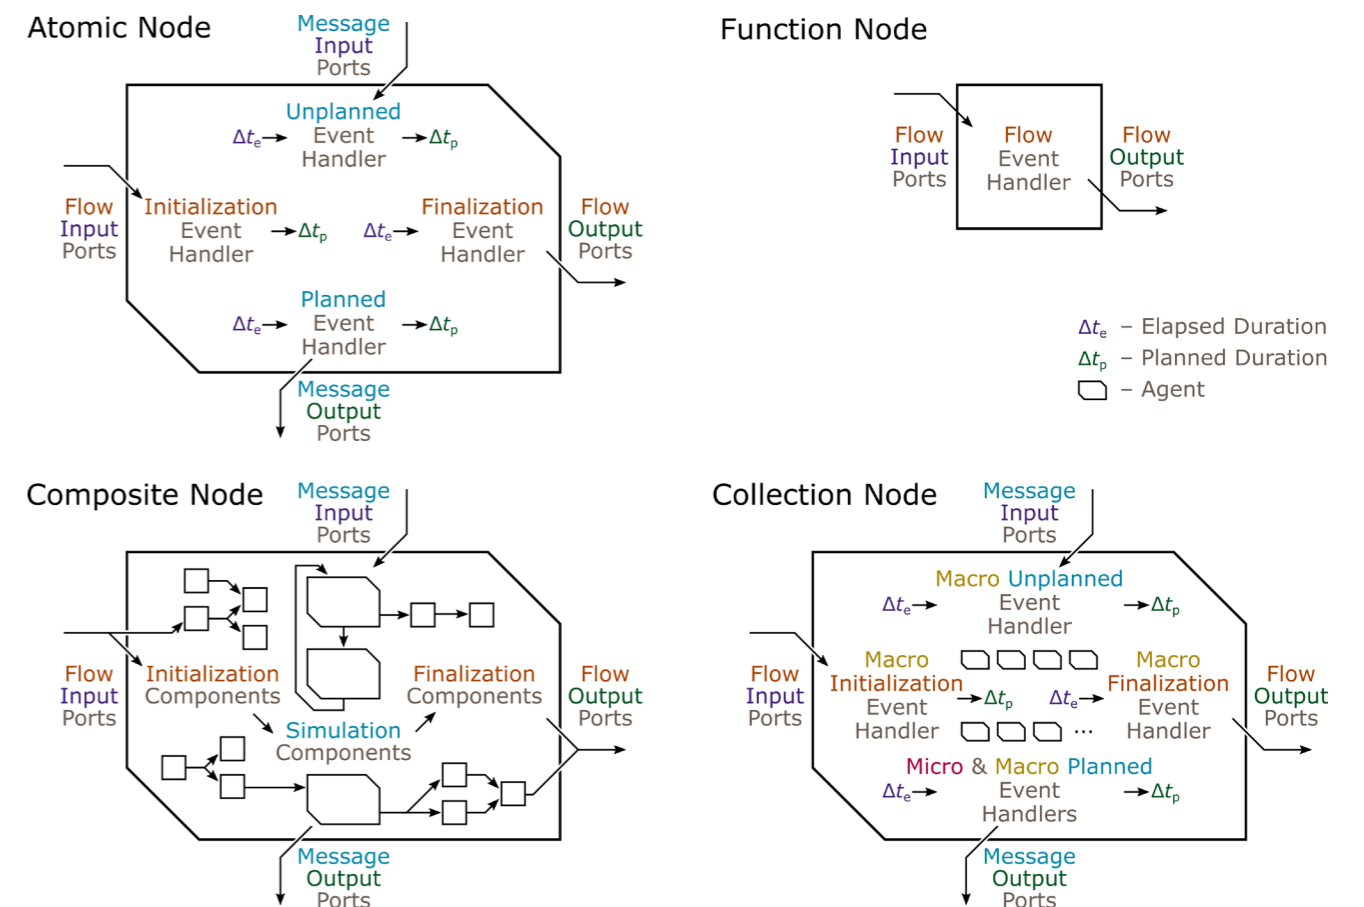 Atomic Node
Message
Input
Ports
Unplanned
Δte Event Δtp
Handler
Flow
Input
Ports
Initialization
Event Δtp
Handler
Finalization
Δte Event
Handler
Flow
Output
Ports
Planned
Δte Event Δtp
Handler
Message
Output
Ports
Function Node
Flow
Input
Ports
Flow
Event
Handler
Flow
Output
Ports
Δte – Elapsed Duration
Δtp – Planned Duration
– Agent
Composite Node
Message
Input
Ports
Flow
Input
Ports
Initialization
Components
Simulation
Components
Finalization
Components
Flow
Output
Ports
Message
Output
Ports
Collection Node
Message
Input
Ports
Macro Unplanned
Δte Event Δtp
Handler
Flow
Input
Ports
Macro
Initialization
Event Δtp
Handler
...
Macro
Finalization
Δte Event
Handler
Flow
Output
Ports
Micro & Macro Planned
Δte Event Δtp
Handlers
Message
Output
Ports